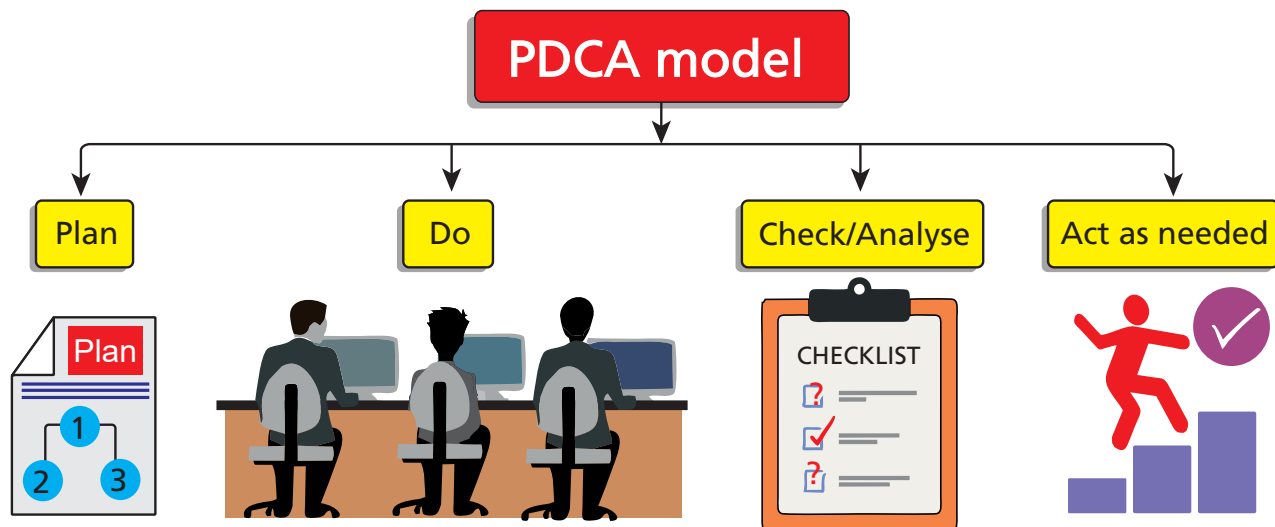 PDCA model
Plan
Do
Check/Analyse
Act as needed
Plan
1
2
3
CHECKLIST
?
?